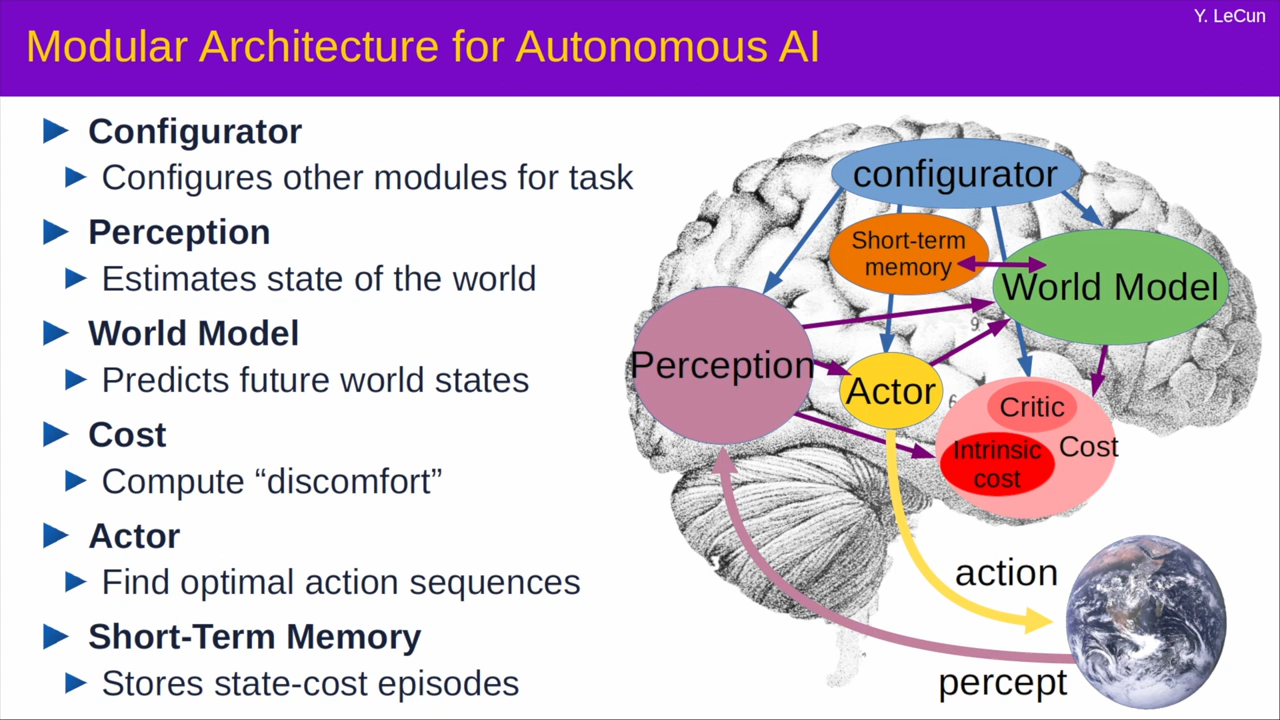 Y. LeCun
Modular Architecture for Autonomous AI
Configurator
Configures other modules for task
Perception
Estimates state of the world
World Model
Predicts future world states
Cost
Compute “discomfort”
Actor
Find optimal action sequences
Short-Term Memory
Stores state-cost episodes
configurator
Short-term
memory
World Model
9
Perception
Actor
6
Critic
Cost
Intrinsic
cost
action
percept